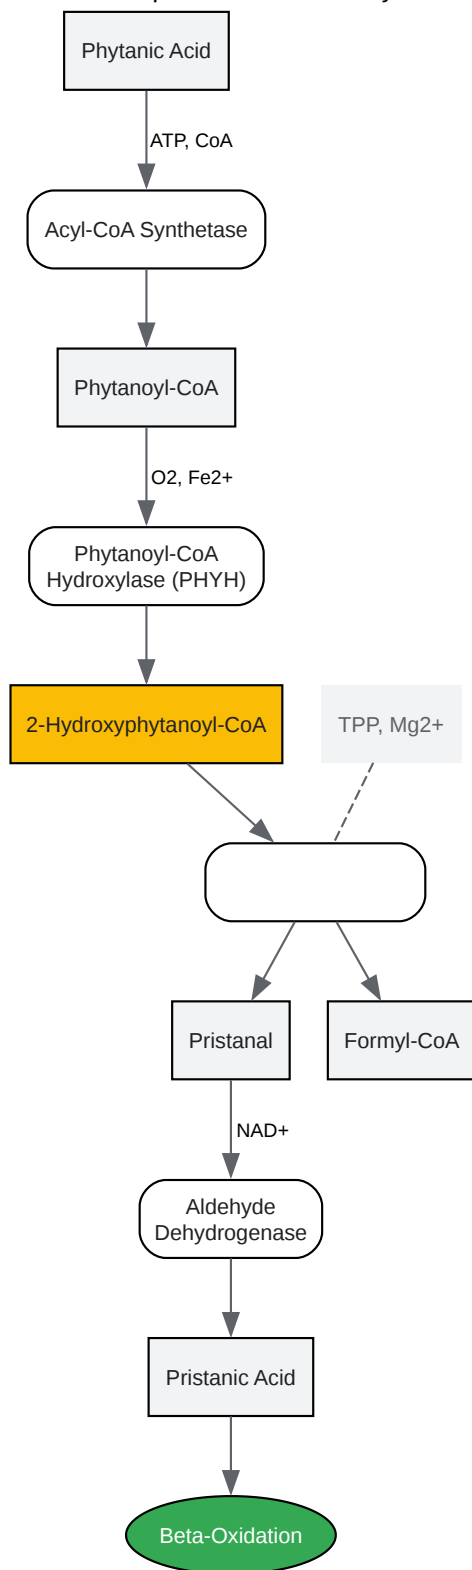 Phytanic Acid
ATP, CoA
Acyl-CoA Synthetase
Phytanoyl-CoA
O2, Fe2+
Phytanoyl-CoA
Hydroxylase (PHYH)
2-Hydroxyphytanoyl-CoA
TPP, Mg2+
Pristanal
Formyl-CoA
NAD+
Aldehyde
Dehydrogenase
Pristanic Acid
Beta-Oxidation